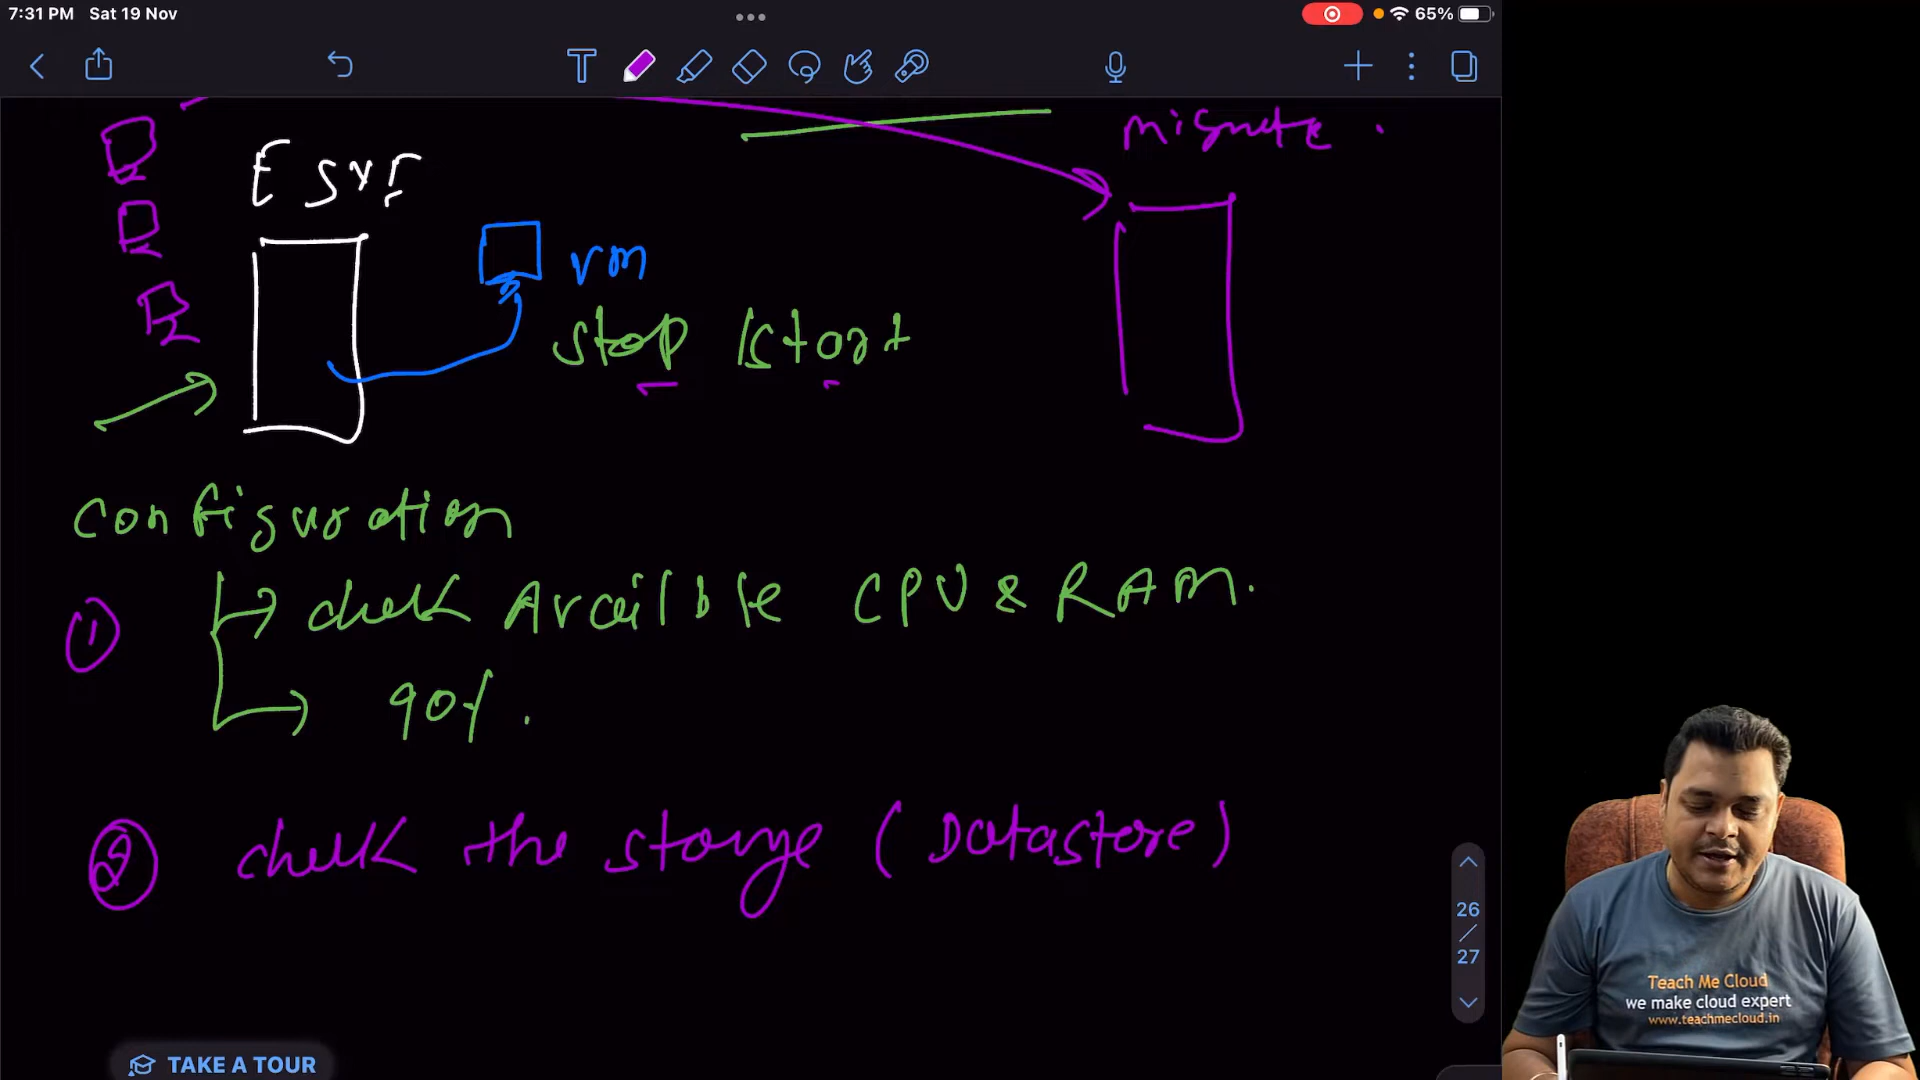 7:31 PM Sat 19 Nov
65%
migrate .
ESXI
vm
stop start
configuration
① check Availble CPU & RAM.
90% .
② check the storage (Datastore)
26
/
27
TAKE A TOUR
Teach Me Cloud
we make cloud expert
www.teachmecloud.in